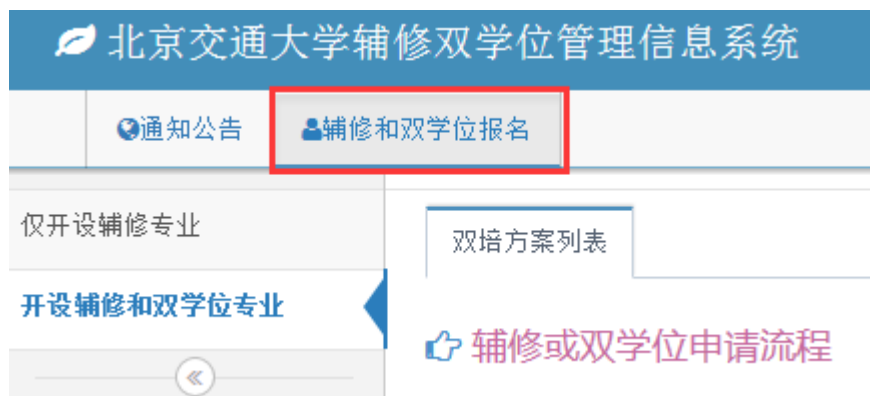 北京交通大学辅修双学位管理信息系统
通知公告 辅修和双学位报名
仅开设辅修专业
双培方案列表
开设辅修和双学位专业
辅修或双学位申请流程